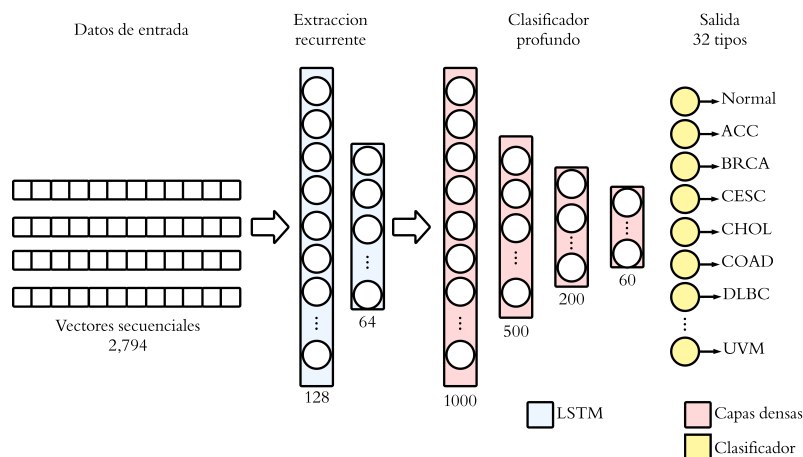 Datos de entrada
Extraccion
recurrente
Clasificador
profundo
Salida
32 tipos
Vectores secuenciales
2,794
128
64
1000
500
200
60
Normal
ACC
BRCA
CESC
CHOL
COAD
DLBC
UVM
LSTM
Capas densas
Clasificador